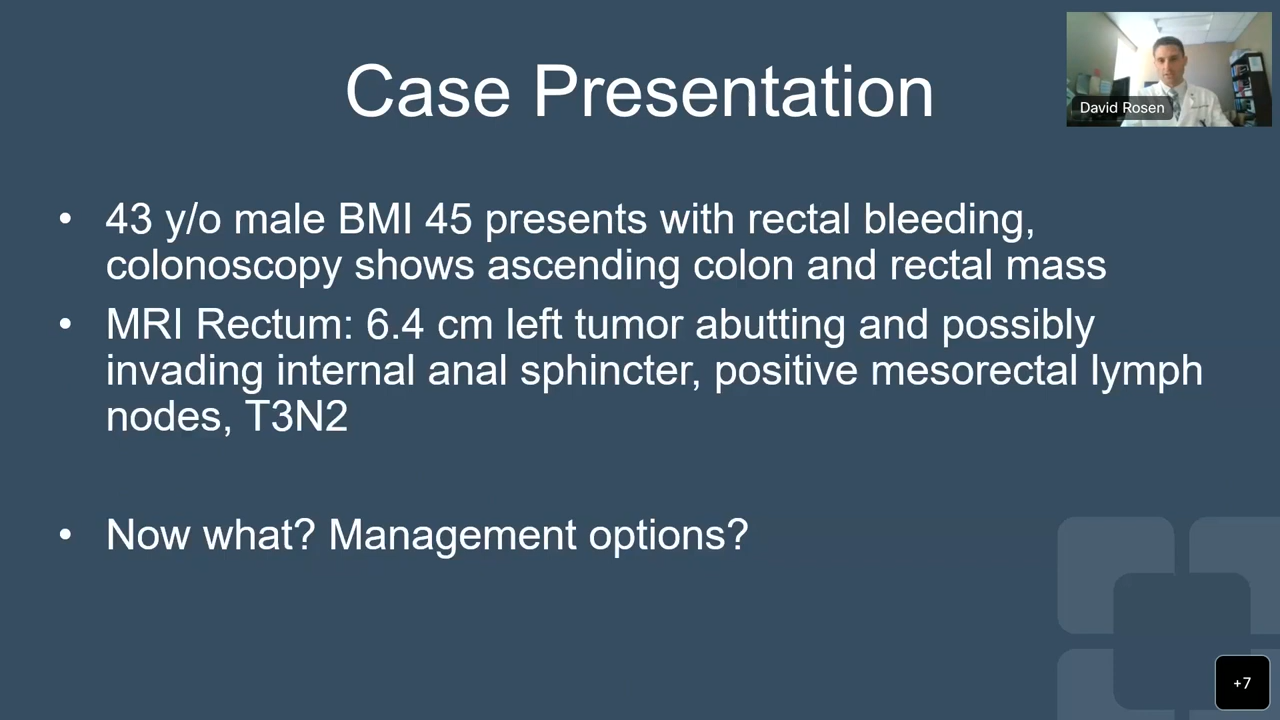 Case Presentation
David Rosen
• 43 y/o male BMI 45 presents with rectal bleeding,
colonoscopy shows ascending colon and rectal mass
• MRI Rectum: 6.4 cm left tumor abutting and possibly
invading internal anal sphincter, positive mesorectal lymph
nodes, T3N2
• Now what? Management options?
+7